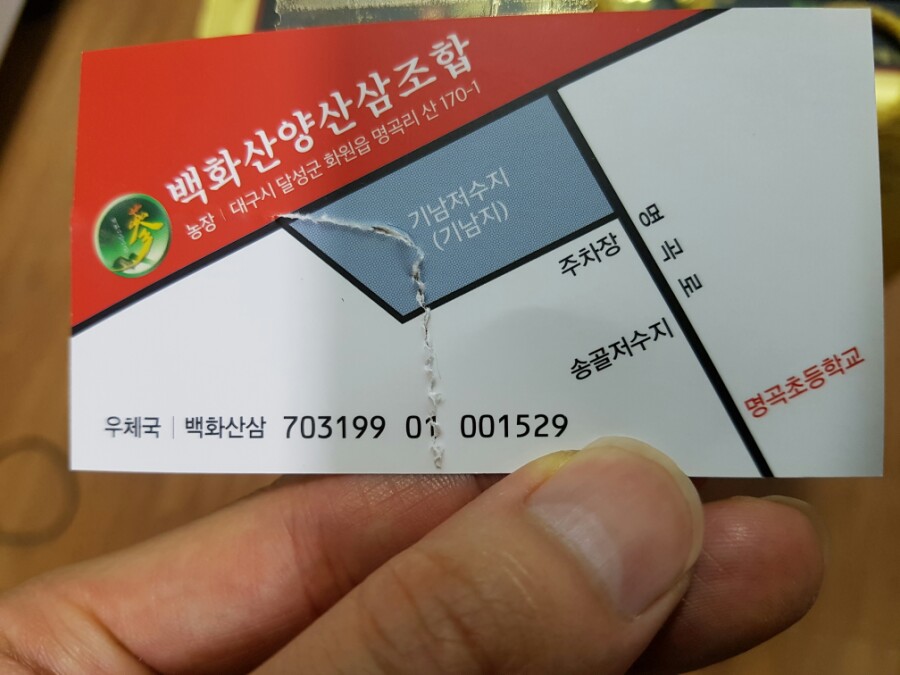 백화산양산삼조합
농장 | 대구시 달성군 화원읍 명곡리 산 170-1
기남저수지
(기남지)
주차장
명곡로
송골저수지
명곡초등학교
우체국 | 백화산삼 703199 01 001529